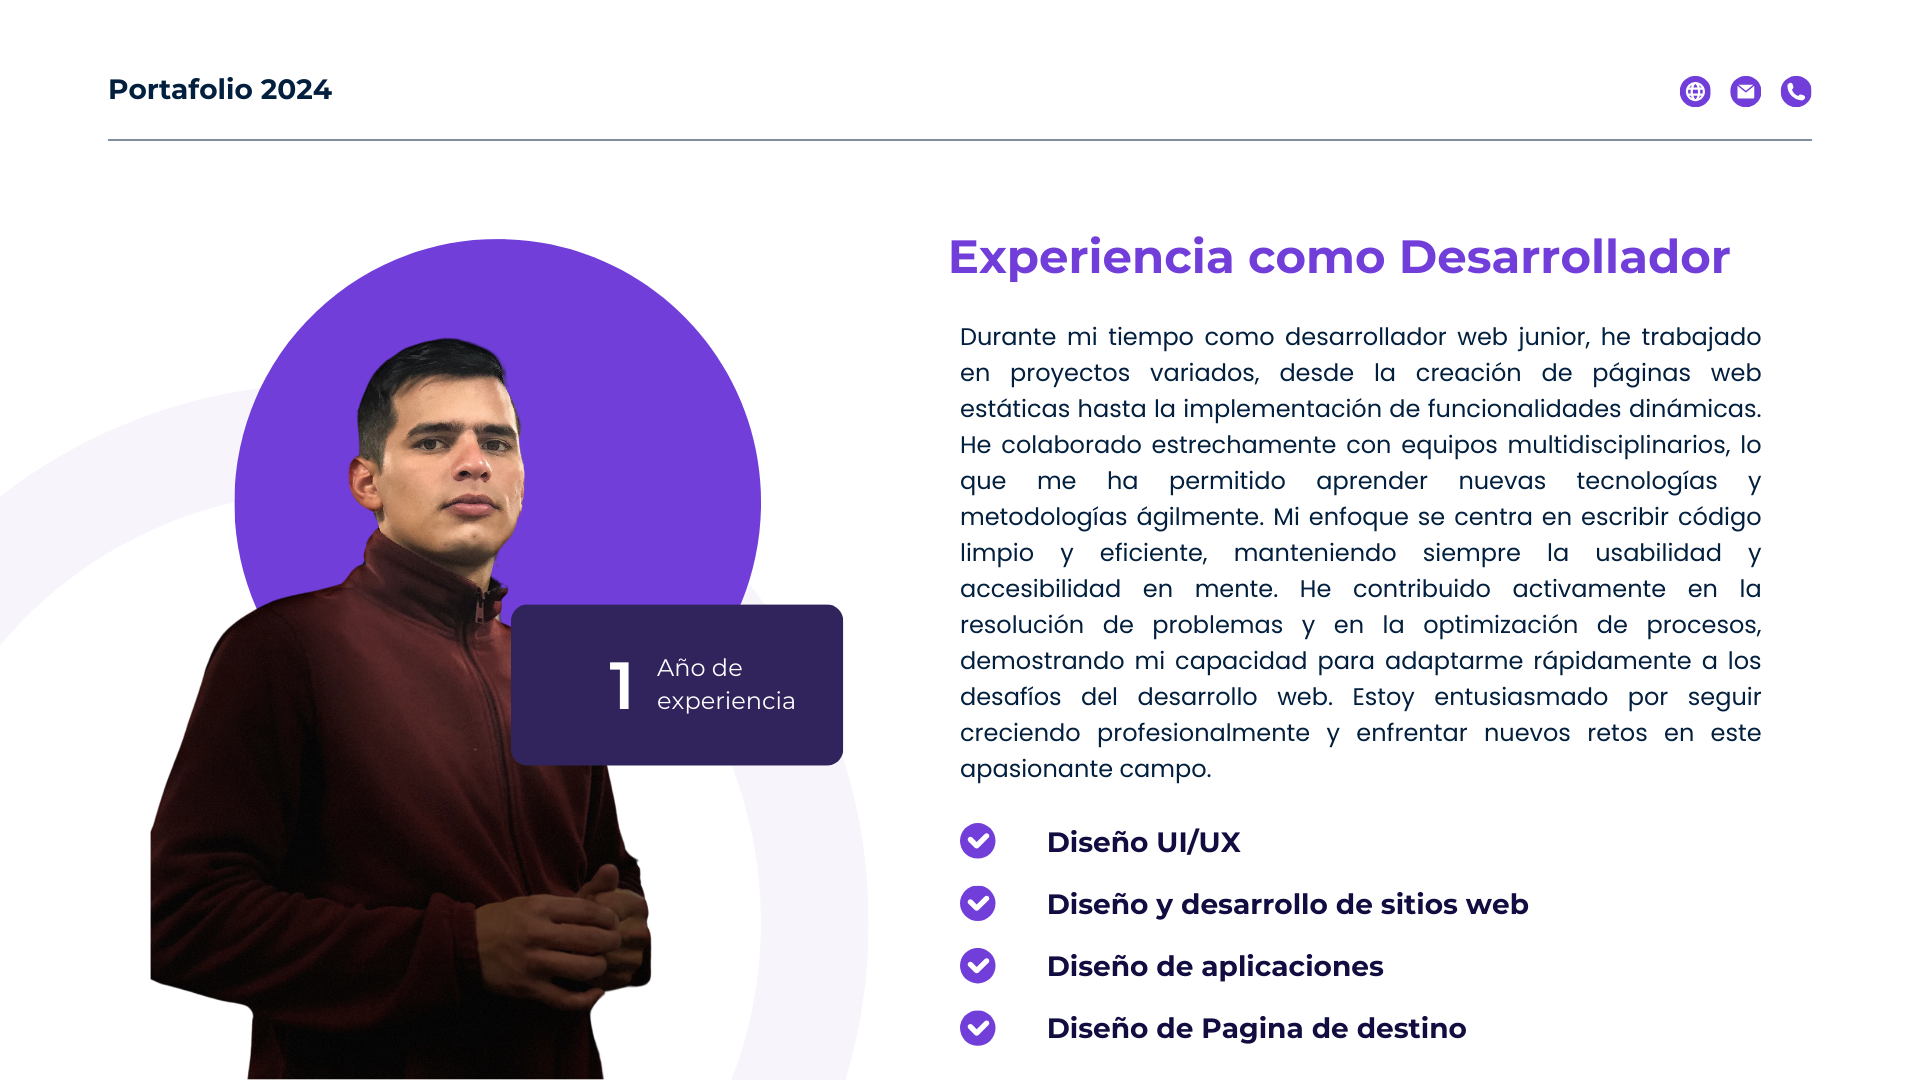 Portafolio 2024
Experiencia como Desarrollador
Durante mi tiempo como desarrollador web junior, he trabajado
en proyectos variados, desde la creación de páginas web
estáticas hasta la implementación de funcionalidades dinámicas.
He colaborado estrechamente con equipos multidisciplinarios, lo
que me ha permitido aprender nuevas tecnologías y
metodologías ágilmente. Mi enfoque se centra en escribir código
limpio y eficiente, manteniendo siempre la usabilidad y
accesibilidad en mente. He contribuido activamente en la
resolución de problemas y en la optimización de procesos,
demostrando mi capacidad para adaptarme rápidamente a los
desafíos del desarrollo web. Estoy entusiasmado por seguir
creciendo profesionalmente y enfrentar nuevos retos en este
apasionante campo.
1 Año de
experiencia
Diseño UI/UX
Diseño y desarrollo de sitios web
Diseño de aplicaciones
Diseño de Pagina de destino